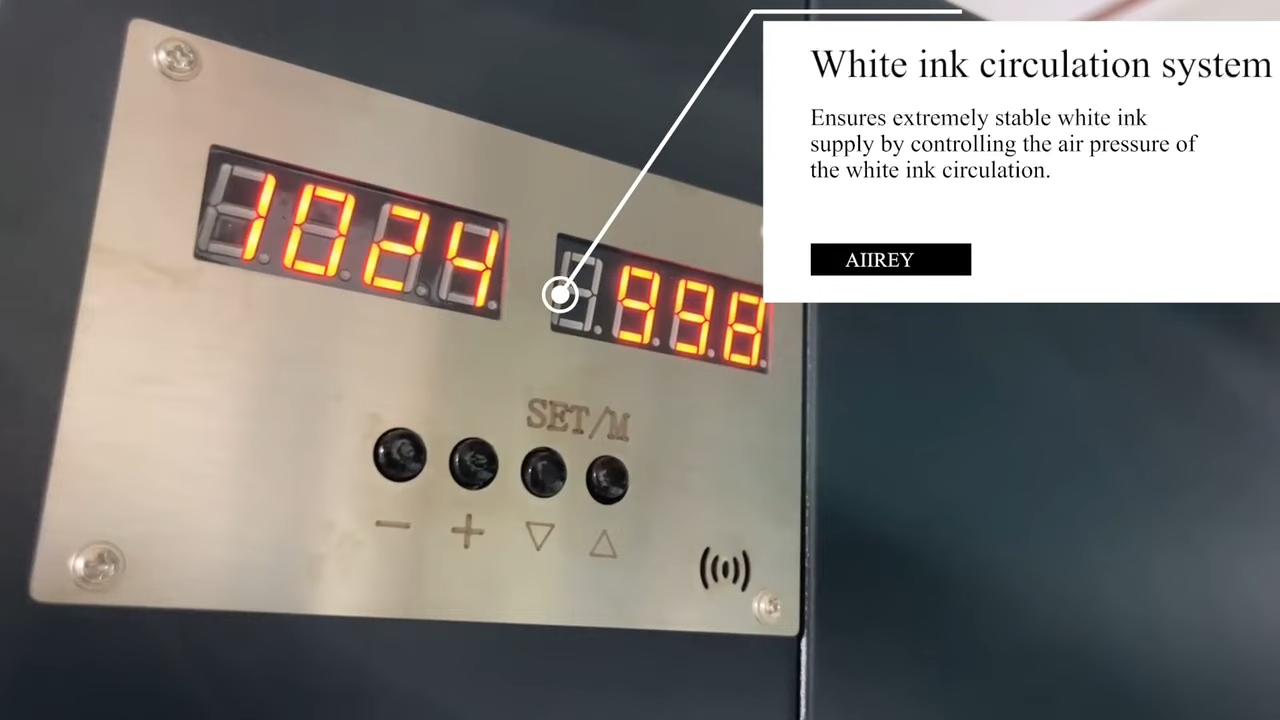 White ink circulation system
Ensures extremely stable white ink
supply by controlling the air pressure of
the white ink circulation.
AIIREY
1024
998
SET/M